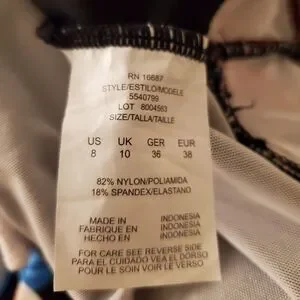 RN 16687
STYLE/ESTILO/MODELE
5540799
LOT 8004563
SIZE/TALLA/TAILLE
US UK GER EUR
8 10 36 38
82% NYLON/POLIAMIDA
18% SPANDEX/ELASTANO
MADE IN INDONESIA
FABRIQUE EN INDONESIA
HECHO EN INDONESIA
FOR CARE SEE REVERSE SIDE
PARA EL CUIDADO VEA EL DORSO
POUR LE SOIN VOIR LE VERSO